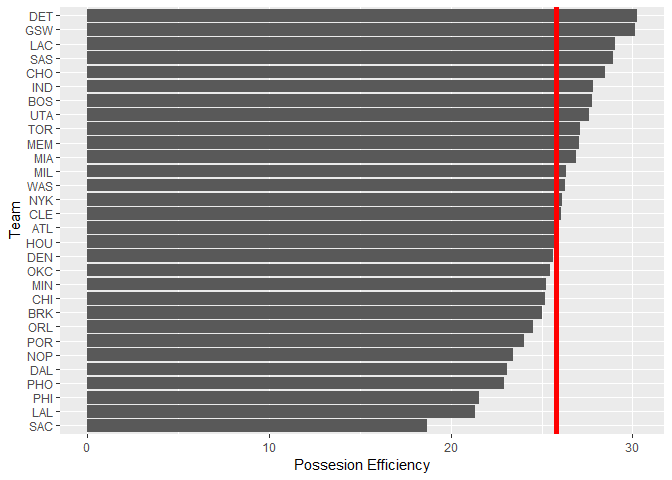 DET
GSW
LAC
SAS
CHO
IND
BOS
UTA
TOR
MEM
MIA
MIL
WAS
NYK
CLE
ATL
HOU
DEN
OKC
MIN
CHI
BRK
ORL
POR
NOP
DAL
PHO
PHI
LAL
SAC
Team
0 10 20 30
Possesion Efficiency